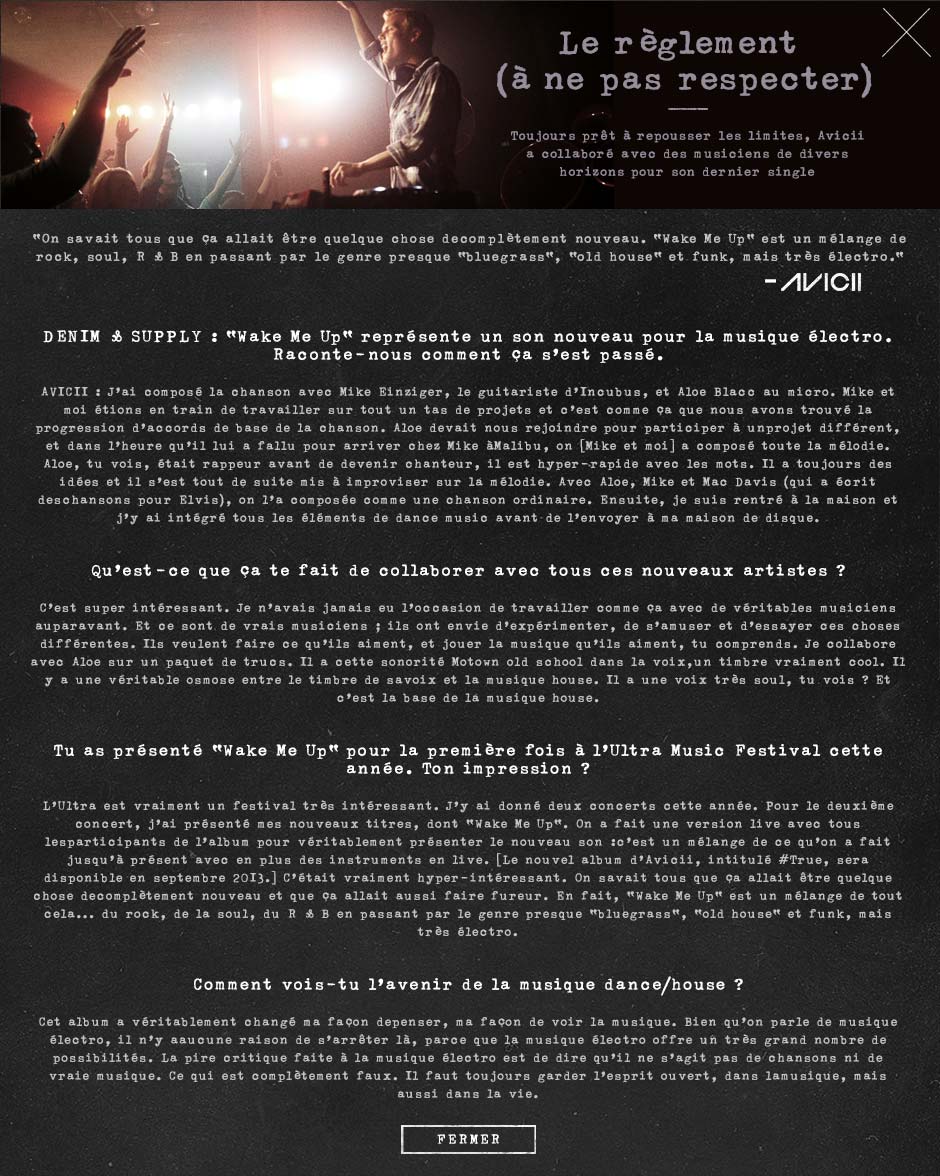 Le règlement
(à ne pas respecter)
Toujours prêt à repousser les limites, Avicii
a collaboré avec des musiciens de divers
horizons pour son dernier single
"On savait tous que ça allait être quelque chose decomplètement nouveau. "Wake Me Up" est un mélange de
rock, soul, R & B en passant par le genre presque "bluegrass", "old house" et funk, mais très électro."
- AVICII
DENIM & SUPPLY : "Wake Me Up" représente un son nouveau pour la musique électro.
Raconte-nous comment ça s'est passé.
AVICII : J'ai composé la chanson avec Mike Einziger, le guitariste d'Incubus, et Aloe Blacc au micro. Mike et
moi étions en train de travailler sur tout un tas de projets et c'est comme ça que nous avons trouvé la
progression d'accords de base de la chanson. Aloe devait nous rejoindre pour participer à unprojet différent,
et dans l'heure qu'il lui a fallu pour arriver chez Mike àMalibu, on [Mike et moi] a composé toute la mélodie.
Aloe, tu vois, était rappeur avant de devenir chanteur, il est hyper-rapide avec les mots. Il a toujours des
idées et il s'est tout de suite mis à improviser sur la mélodie. Avec Aloe, Mike et Mac Davis (qui a écrit
deschansons pour Elvis), on l'a composée comme une chanson ordinaire. Ensuite, je suis rentré à la maison et
j'y ai intégré tous les éléments de dance music avant de l'envoyer à ma maison de disque.
Qu'est-ce que ça te fait de collaborer avec tous ces nouveaux artistes ?
C'est super intéressant. Je n'avais jamais eu l'occasion de travailler comme ça avec de véritables musiciens
auparavant. Et ce sont de vrais musiciens ; ils ont envie d'expérimenter, de s'amuser et d'essayer ces choses
différentes. Ils veulent faire ce qu'ils aiment, et jouer la musique qu'ils aiment, tu comprends. Je collabore
avec Aloe sur un paquet de trucs. Il a cette sonorité Motown old school dans la voix,un timbre vraiment cool. Il
y a une véritable osmose entre le timbre de savoix et la musique house. Il a une voix très soul, tu vois ? Et
c'est la base de la musique house.
Tu as présenté "Wake Me Up" pour la première fois à l'Ultra Music Festival cette
année. Ton impression ?
L'Ultra est vraiment un festival très intéressant. J'y ai donné deux concerts cette année. Pour le deuxième
concert, j'ai présenté mes nouveaux titres, dont "Wake Me Up". On a fait une version live avec tous
lesparticipants de l'album pour véritablement présenter le nouveau son :c'est un mélange de ce qu'on a fait
jusqu'à présent avec en plus des instruments en live. [Le nouvel album d'Avicii, intitulé #True, sera
disponible en septembre 2013.] C'était vraiment hyper-intéressant. On savait tous que ça allait être quelque
chose decomplètement nouveau et que ça allait aussi faire fureur. En fait, "Wake Me Up" est un mélange de tout
cela... du rock, de la soul, du R & B en passant par le genre presque "bluegrass", "old house" et funk, mais
très électro.
Comment vois-tu l'avenir de la musique dance/house ?
Cet album a véritablement changé ma façon depenser, ma façon de voir la musique. Bien qu'on parle de musique
électro, il n'y aaucune raison de s'arrêter là, parce que la musique électro offre un très grand nombre de
possibilités. La pire critique faite à la musique électro est de dire qu'il ne s'agit pas de chansons ni de
vraie musique. Ce qui est complètement faux. Il faut toujours garder l'esprit ouvert, dans lamusique, mais
aussi dans la vie.
FERMER